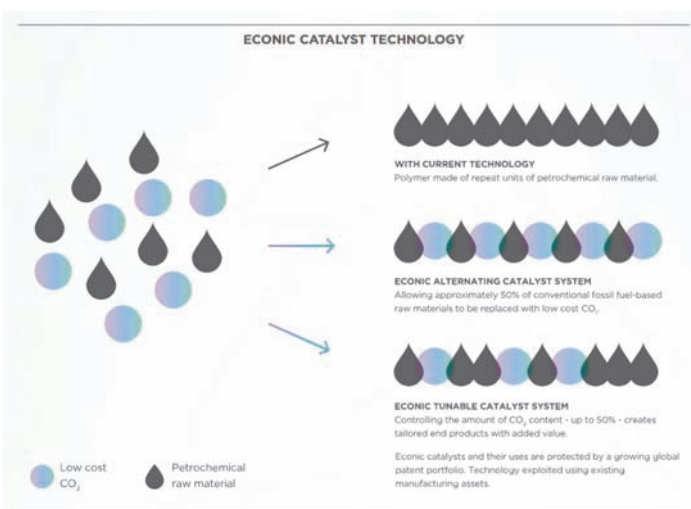 ECONIC CATALYST TECHNOLOGY
WITH CURRENT TECHNOLOGY
Polymer made of repeat units of petrochemical raw material.
ECONIC ALTERNATING CATALYST SYSTEM
Allowing approximately 50% of conventional fossil fuel-based
raw materials to be replaced with low cost CO₂.
ECONIC TUNABLE CATALYST SYSTEM
Controlling the amount of CO₂ content - up to 50% - creates
tailored end products with added value.
Econic catalysts and their uses are protected by a growing global
patent portfolio. Technology exploited using existing
manufacturing assets.
Low cost
CO₂
Petrochemical
raw material